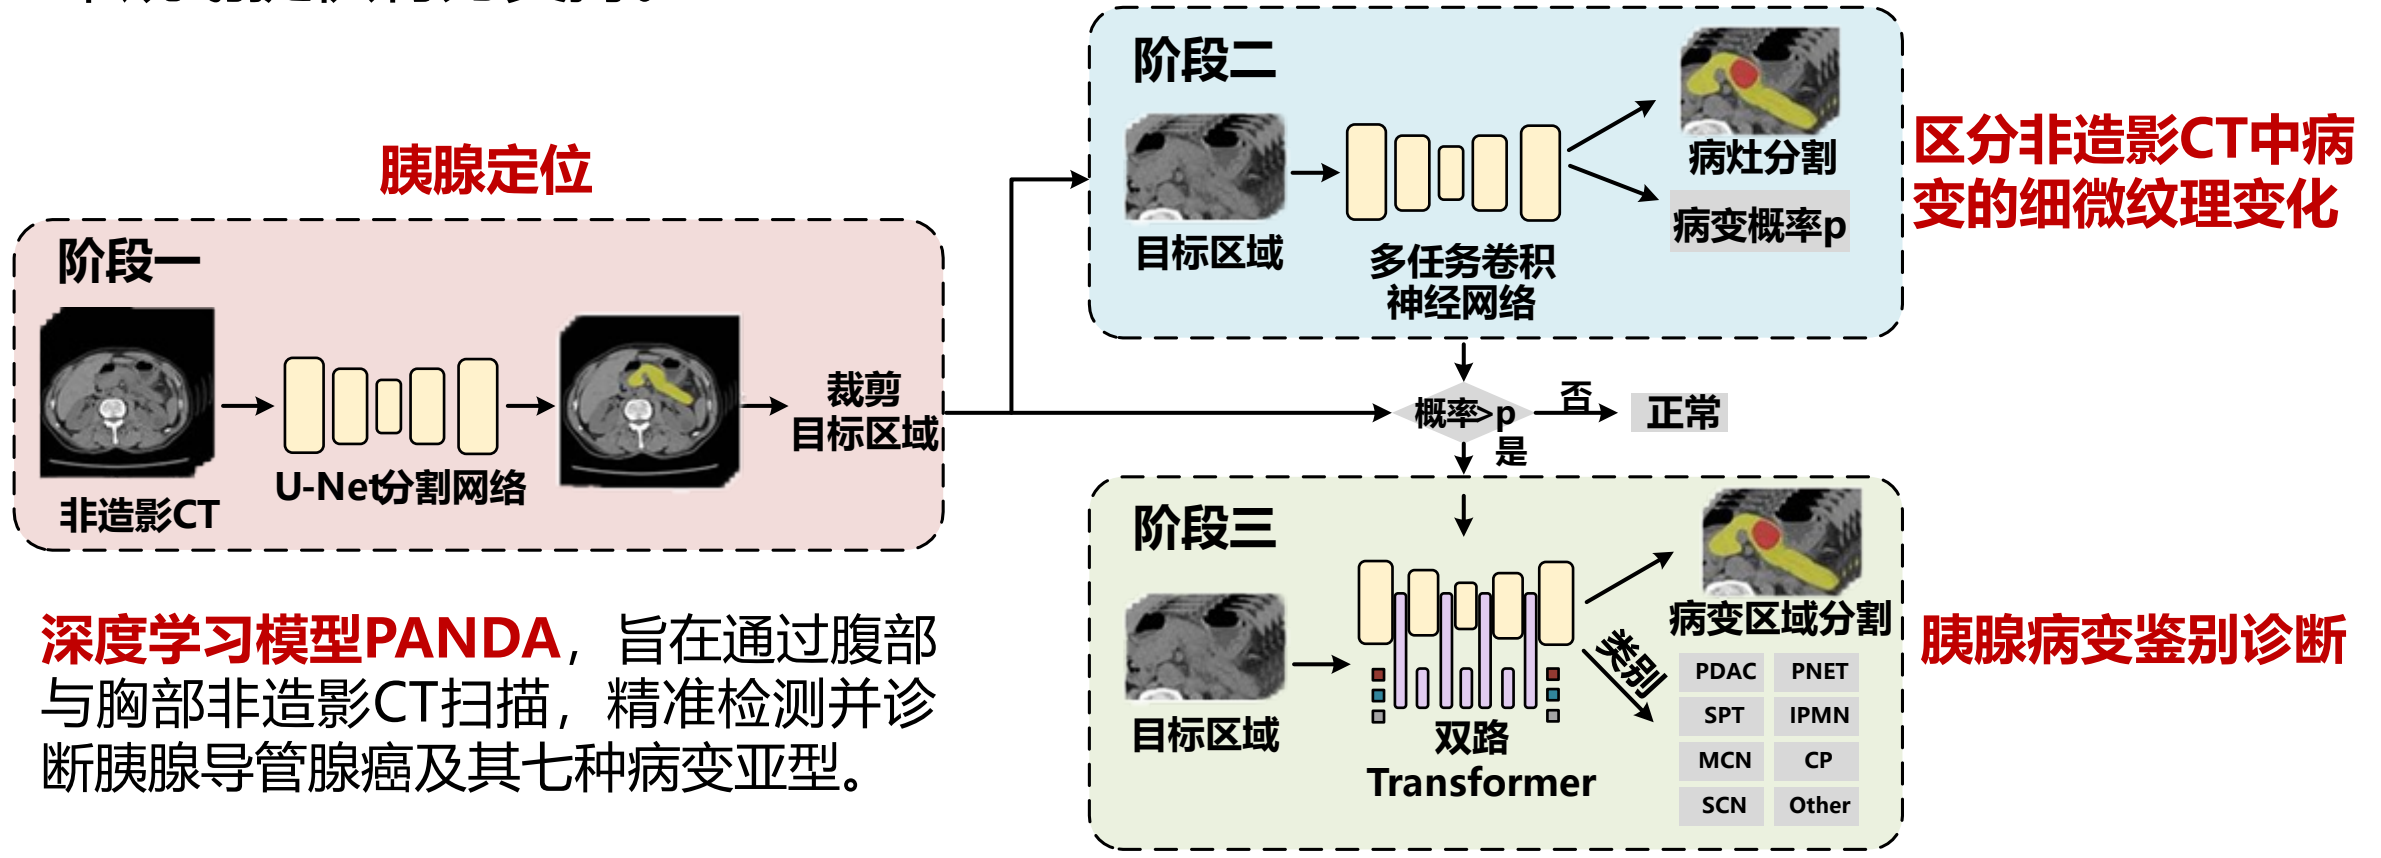 胰腺定位
阶段一
非造影CT
U-Net分割网络
裁剪
目标区域
深度学习模型PANDA，旨在通过腹部
与胸部非造影CT扫描，精准检测并诊
断胰腺导管腺癌及其七种病变亚型。
阶段二
目标区域
多任务卷积
神经网络
病灶分割
病变概率p
区分非造影CT中病
变的细微纹理变化
概率>p
否
正常
是
阶段三
目标区域
双路
Transformer
病变区域分割
类别
PDAC PNET
SPT IPMN
MCN CP
SCN Other
胰腺病变鉴别诊断